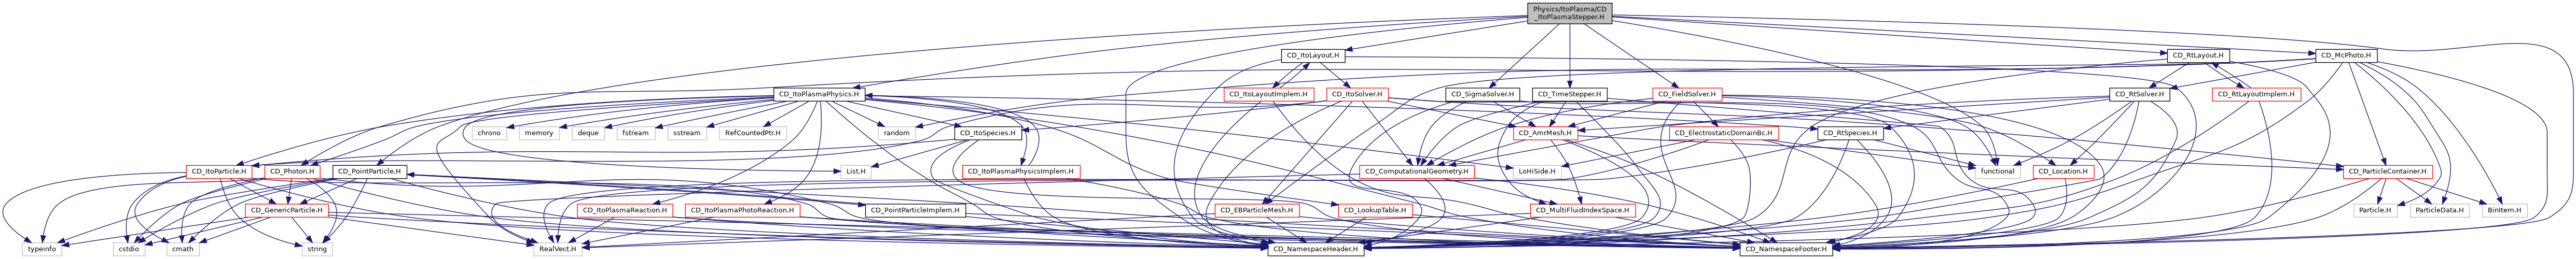 Physics/ItoPlasma/CD
_ItoPlasmaStepper.H
CD_ItoLayout.H
CD_RtLayout.H
CD_McPhoto.H
CD_ItoPlasmaPhysics.H
CD_ItoLayoutImplem.H
CD_ItoSolver.H
CD_SigmaSolver.H
CD_TimeStepper.H
CD_FieldSolver.H
CD_RtSolver.H
CD_RtLayoutImplem.H
chrono
memory
deque
fstream
sstream
RefCountedPtr.H
random
CD_ItoSpecies.H
CD_AmrMesh.H
CD_ElectrostaticDomainBc.H
CD_RtSpecies.H
CD_ItoParticle.H
CD_Photon.H
CD_PointParticle.H
List.H
CD_ItoPlasmaPhysicsImplem.H
LoHiSide.H
CD_ComputationalGeometry.H
functional
CD_Location.H
CD_ParticleContainer.H
CD_GenericParticle.H
CD_ItoPlasmaReaction.H
CD_ItoPlasmaPhotoReaction.H
CD_PointParticleImplem.H
CD_EBParticleMesh.H
CD_LookupTable.H
CD_MultiFluidIndexSpace.H
Particle.H
ParticleData.H
BinItem.H
typeinfo
cstdio
cmath
string
RealVect.H
CD_NamespaceHeader.H
CD_NamespaceFooter.H